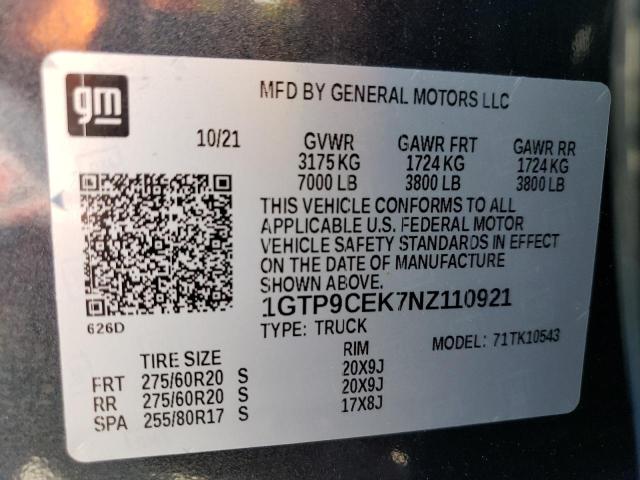 gm
MFD BY GENERAL MOTORS LLC
10/21 GVWR GAWR FRT GAWR RR
3175 KG 1724 KG 1724 KG
7000 LB 3800 LB 3800 LB
THIS VEHICLE CONFORMS TO ALL
APPLICABLE U.S. FEDERAL MOTOR
VEHICLE SAFETY STANDARDS IN EFFECT
ON THE DATE OF MANUFACTURE
SHOWN ABOVE.
1GTP9CEK7NZ110921
626D
TYPE: TRUCK MODEL: 71TK10543
TIRE SIZE RIM
FRT 275/60R20 S 20X9J
RR 275/60R20 S 20X9J
SPA 255/80R17 S 17X8J